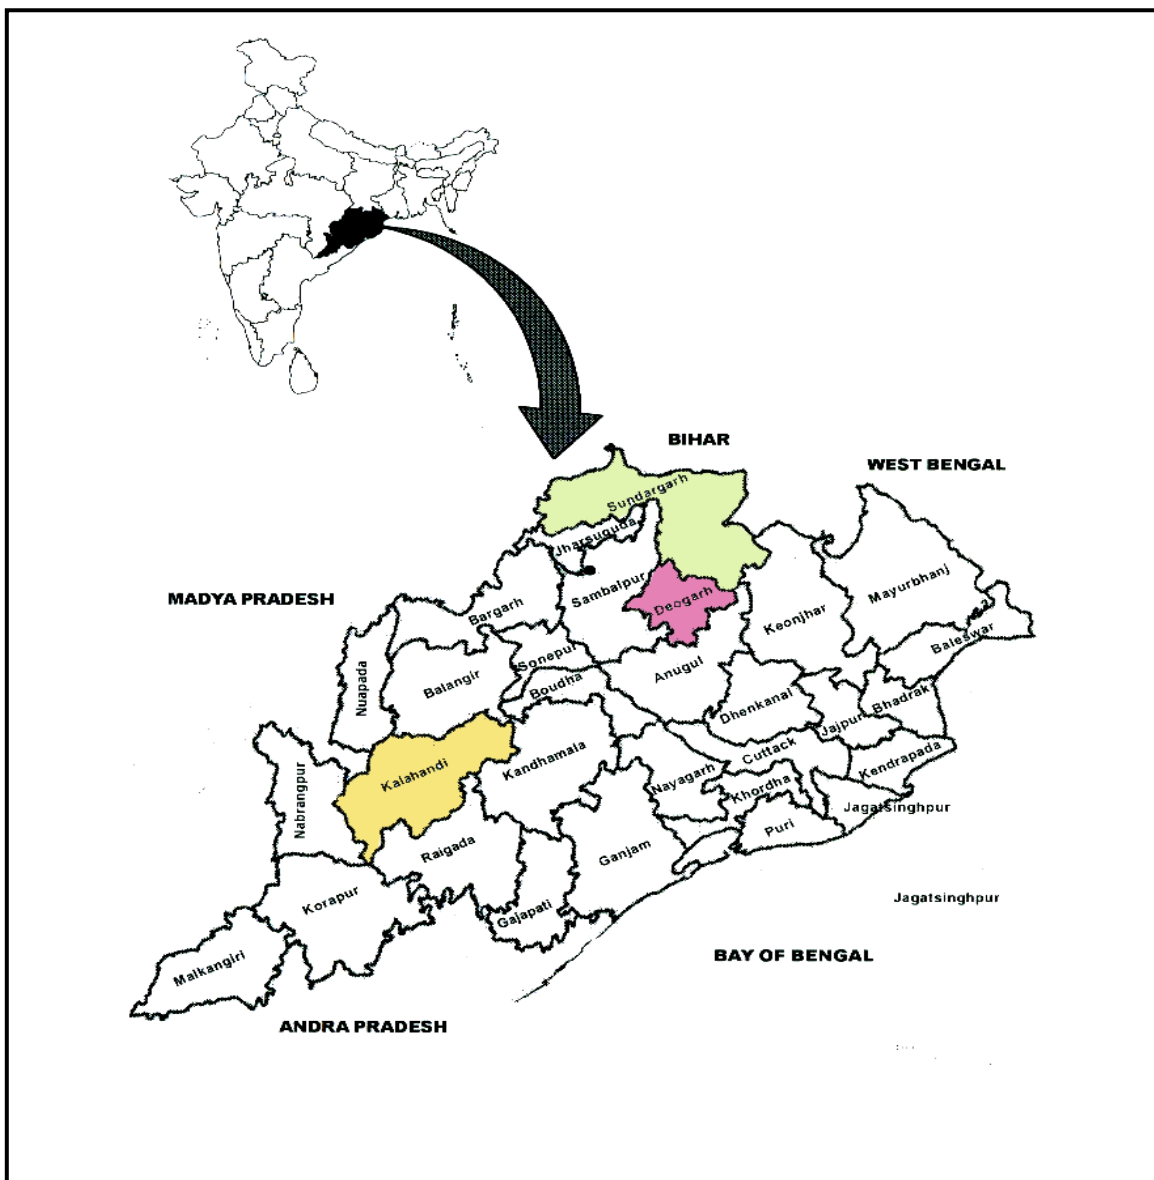 BIHAR
WEST BENGAL
Sundargarh
Jharsuguda
MADYA PRADESH
Bargarh
Sambalpur
Deogarh
Keonjhar
Mayurbhanj
Baleswar
Nuapada
Balangir
Sonepur
Boudha
Anugul
Dhenkanal
Jajpur
Bhadrak
Kalahandi
Kandhamala
Nayagarh
Cuttack
Khordha
Kendrapada
Jagatsinghpur
Nabrangpur
Raigada
Ganjam
Puri
Korapur
Gajapati
Jagatsinghpur
Malkangiri
BAY OF BENGAL
ANDRA PRADESH